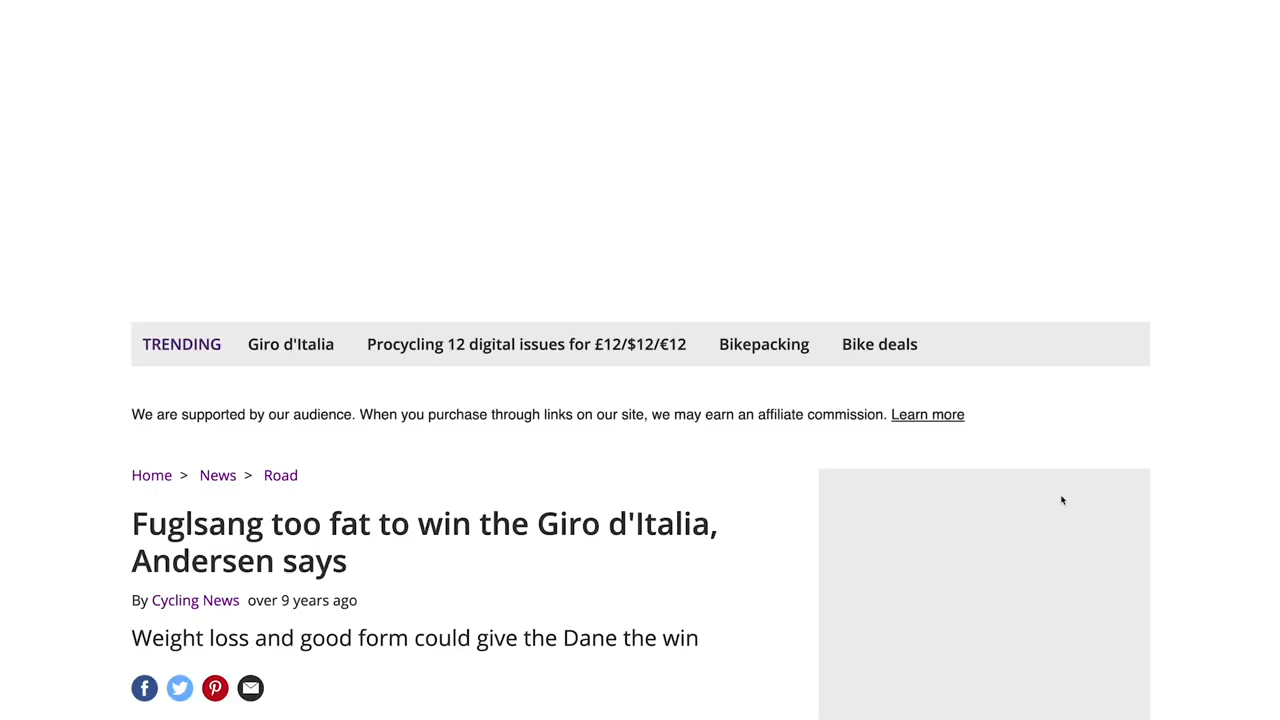 TRENDING Giro d'Italia Procycling 12 digital issues for £12/$12/€12 Bikepacking Bike deals
We are supported by our audience. When you purchase through links on our site, we may earn an affiliate commission. Learn more
Home > News > Road
Fuglsang too fat to win the Giro d'Italia,
Andersen says
By Cycling News over 9 years ago
Weight loss and good form could give the Dane the win